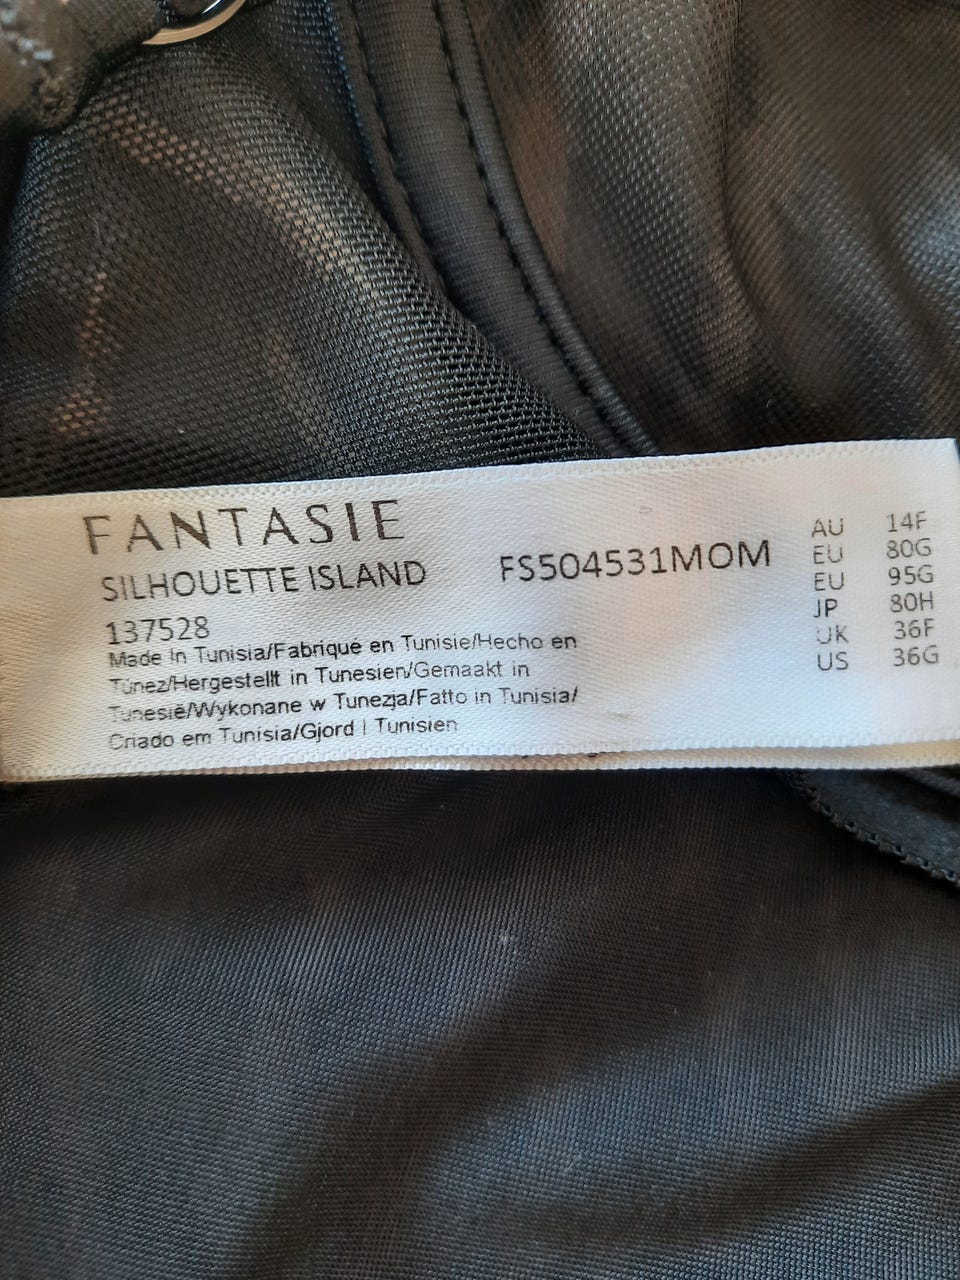 FANTASIE
SILHOUETTE ISLAND
137528
Made In Tunisia/Fabriqué en Tunisie/Hecho en
Túnez/Hergestellt in Tunesien/Gemaakt in
Tunesië/Wykonane w Tunezja/Fatto in Tunisia/
Criado em Tunisia/Gjord I Tunisien
FS504531MOM
AU 14F
EU 80G
EU 95G
JP 80H
UK 36F
US 36G